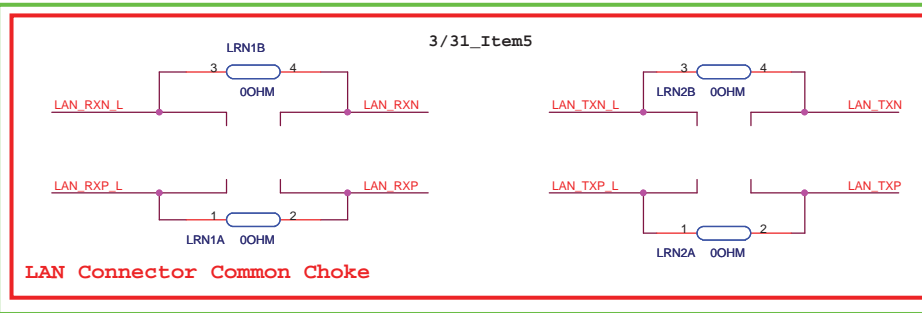 3/31_Item5
LRN1B
3 4
0OHM
LAN_RXN_L LAN_RXN
LAN_RXP_L LAN_RXP
1 2
LRN1A 0OHM
3 4
LRN2B 0OHM
LAN_TXN_L LAN_TXN
LAN_TXP_L LAN_TXP
1 2
LRN2A 0OHM
LAN Connector Common Choke